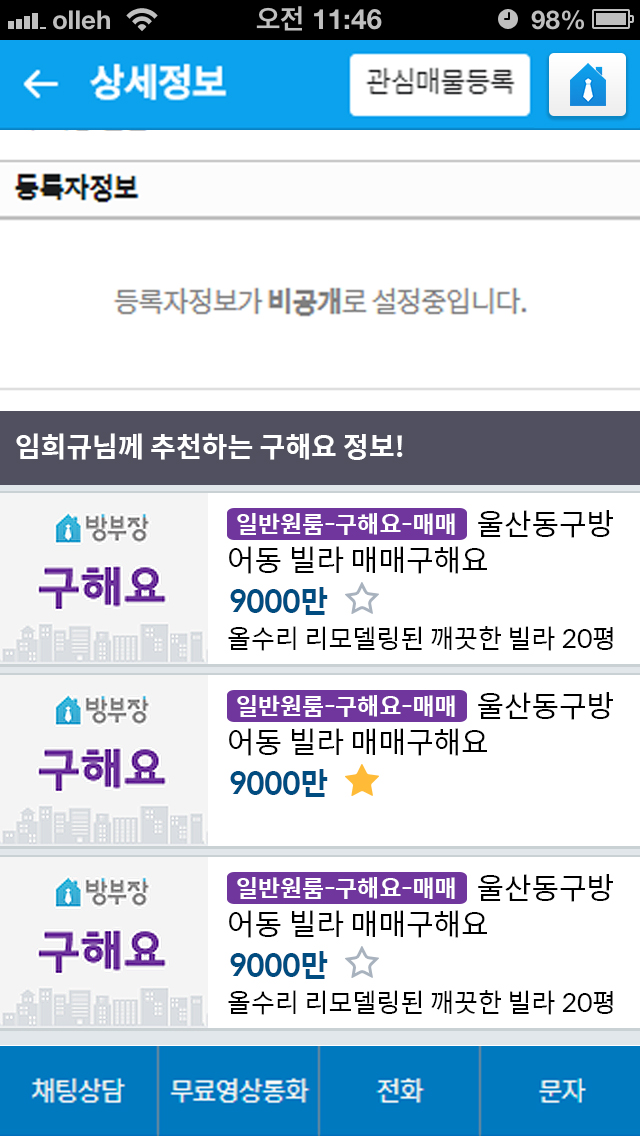 olleh 오전 11:46 98%
상세정보 관심매물등록
등록자정보
등록자정보가 비공개로 설정중입니다.
임희규님께 추천하는 구해요 정보!
방부장
구해요
일반원룸-구해요-매매 울산동구방
어동 빌라 매매구해요
9000만
올수리 리모델링된 깨끗한 빌라 20평
방부장
구해요
일반원룸-구해요-매매 울산동구방
어동 빌라 매매구해요
9000만
방부장
구해요
일반원룸-구해요-매매 울산동구방
어동 빌라 매매구해요
9000만
올수리 리모델링된 깨끗한 빌라 20평
채팅상담 무료영상통화 전화 문자